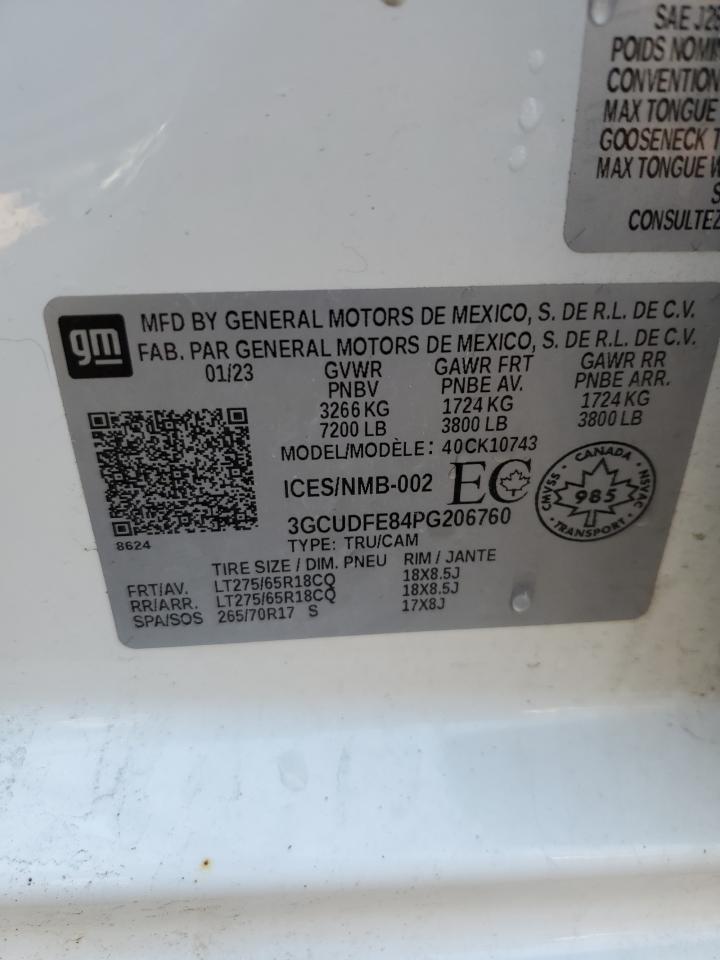 SAE
POIDS
CONVENTION
MAX TONGUE
GOOSENECK
MAX TONGUE
CONSULTEZ
gm
MFD BY GENERAL MOTORS DE MEXICO, S. DE R.L. DE C.V.
FAB. PAR GENERAL MOTORS DE MEXICO, S. DE R.L. DE C.V.
01/23 GVWR GAWR FRT GAWR RR
PNBV PNBE AV. PNBE ARR.
3266 KG 1724 KG 1724 KG
7200 LB 3800 LB 3800 LB
MODEL/MODÈLE: 40CK10743
ICES/NMB-002 EC
CANADA
CMVSS 985 NSVAC
TRANSPORT
3GCUDFE84PG206760
8624
TYPE: TRU/CAM
TIRE SIZE / DIM. PNEU RIM / JANTE
FRT/AV. LT275/65R18CQ 18X8.5J
RR/ARR. LT275/65R18CQ 18X8.5J
SPA/SOS 265/70R17 S 17X8J